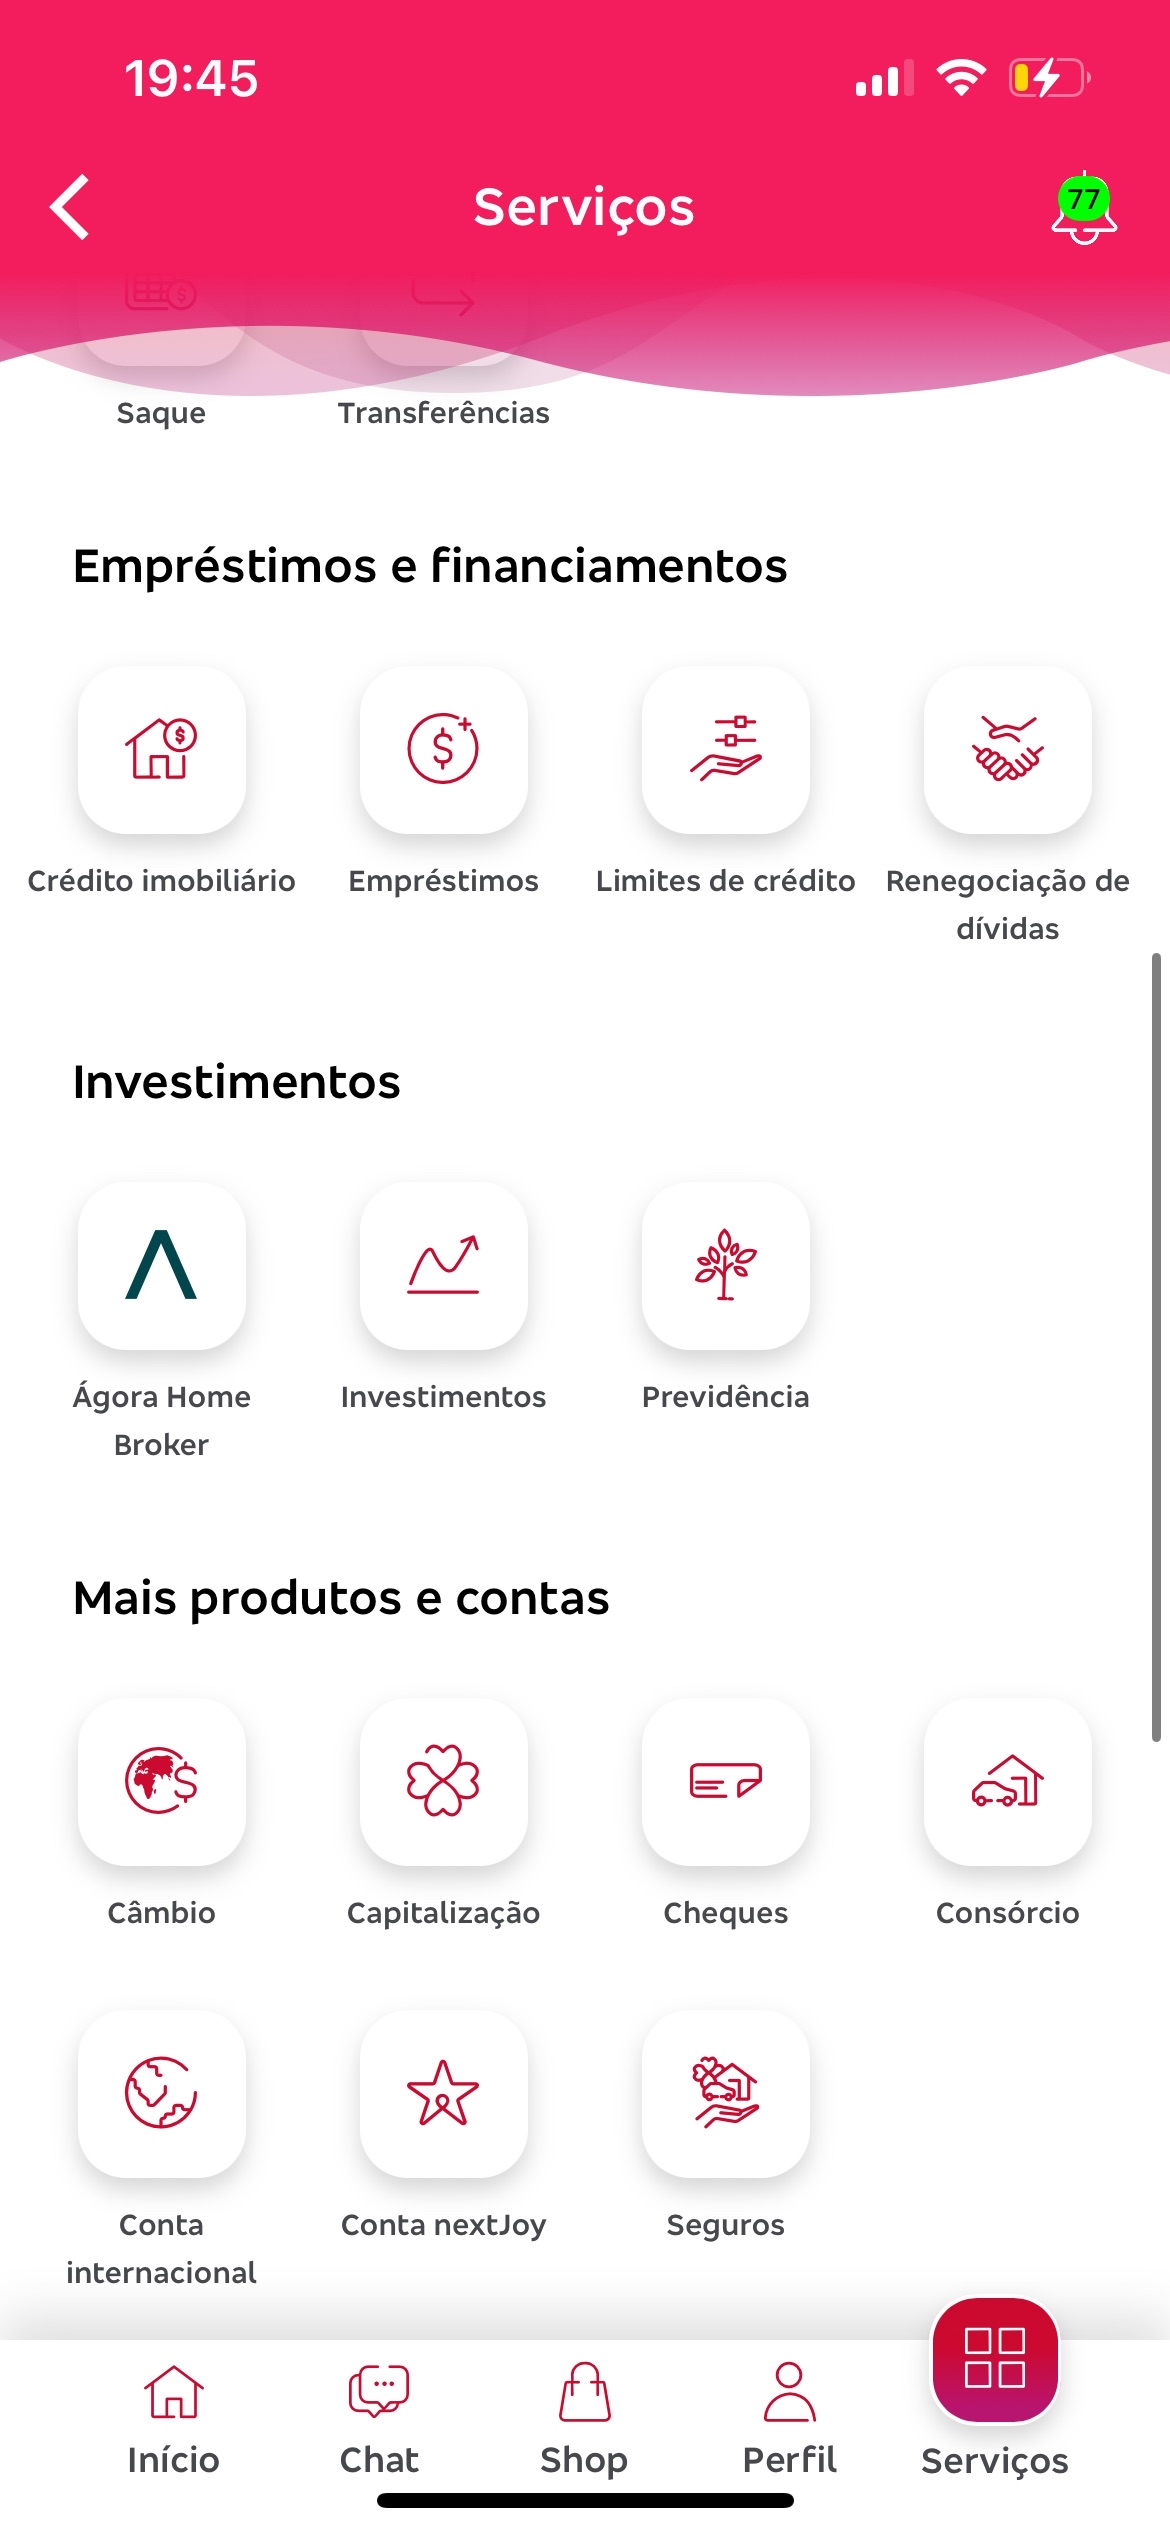 19:45
Serviços
77
Saque
Transferências
Empréstimos e financiamentos
Crédito imobiliário
Empréstimos
Limites de crédito
Renegociação de
dívidas
Investimentos
Ágora Home
Broker
Investimentos
Previdência
Mais produtos e contas
Câmbio
Capitalização
Cheques
Consórcio
Conta
internacional
Conta nextJoy
Seguros
Início
Chat
Shop
Perfil
Serviços